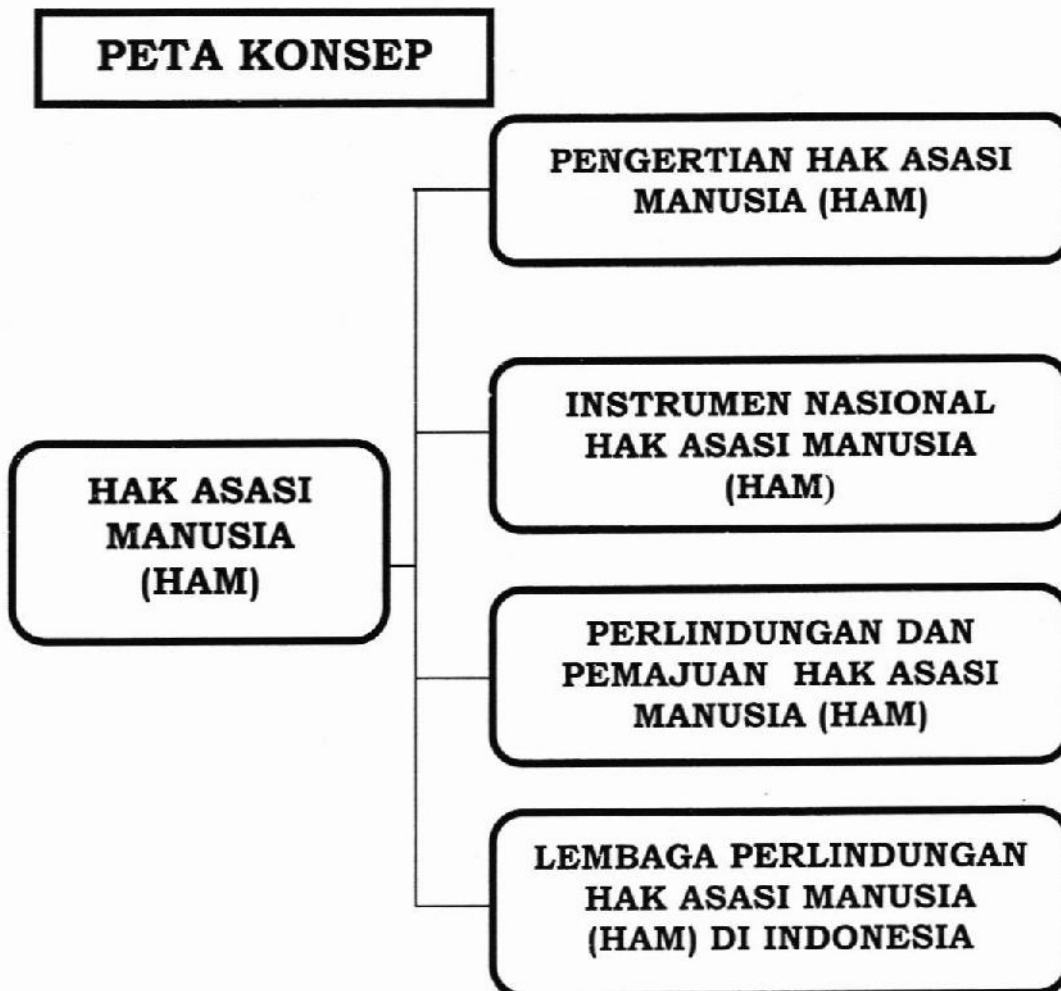 PETA KONSEP
PENGERTIAN HAK ASASI
MANUSIA (HAM)
INSTRUMEN NASIONAL
HAK ASASI MANUSIA
(HAM)
HAK ASASI
MANUSIA
(HAM)
PERLINDUNGAN DAN
PEMAJUAN HAK ASASI
MANUSIA (HAM)
LEMBAGA PERLINDUNGAN
HAK ASASI MANUSIA
(HAM) DI INDONESIA